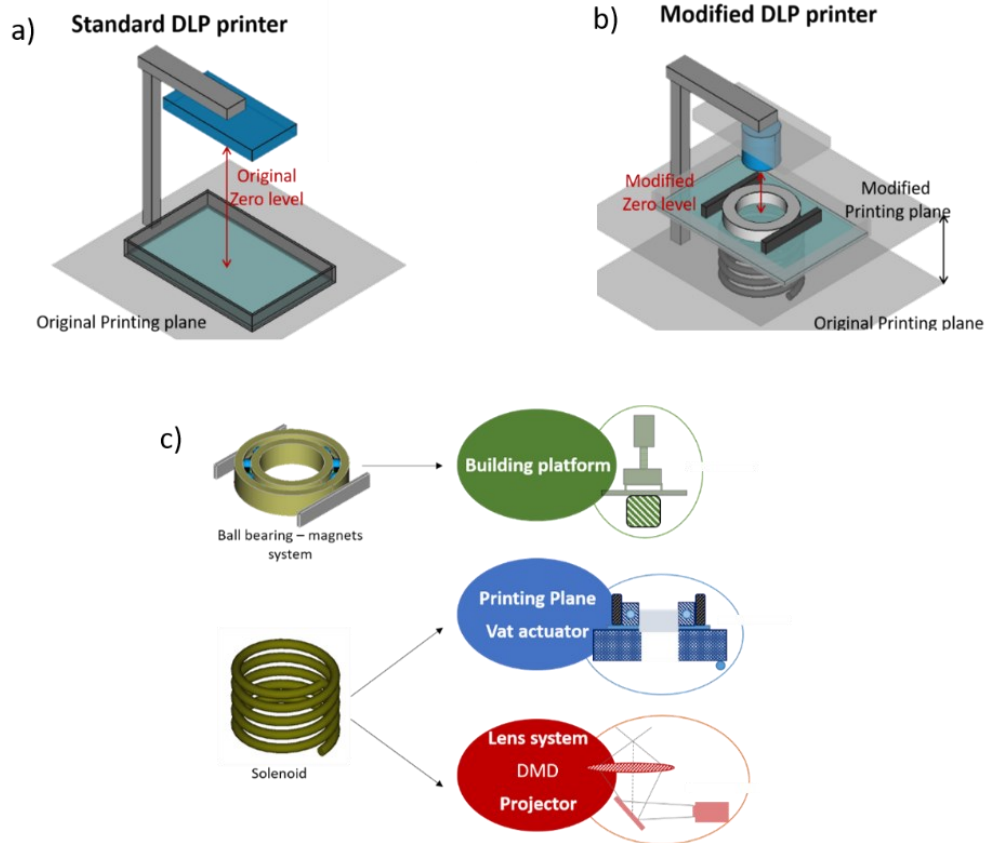 a)
Standard DLP printer
Original
Zero level
Original Printing plane
b)
Modified DLP printer
Modified
Zero level
Modified
Printing plane
Original Printing plane
c)
Ball bearing – magnets
system
Building platform
Solenoid
Printing Plane
Vat actuator
Lens system
DMD
Projector